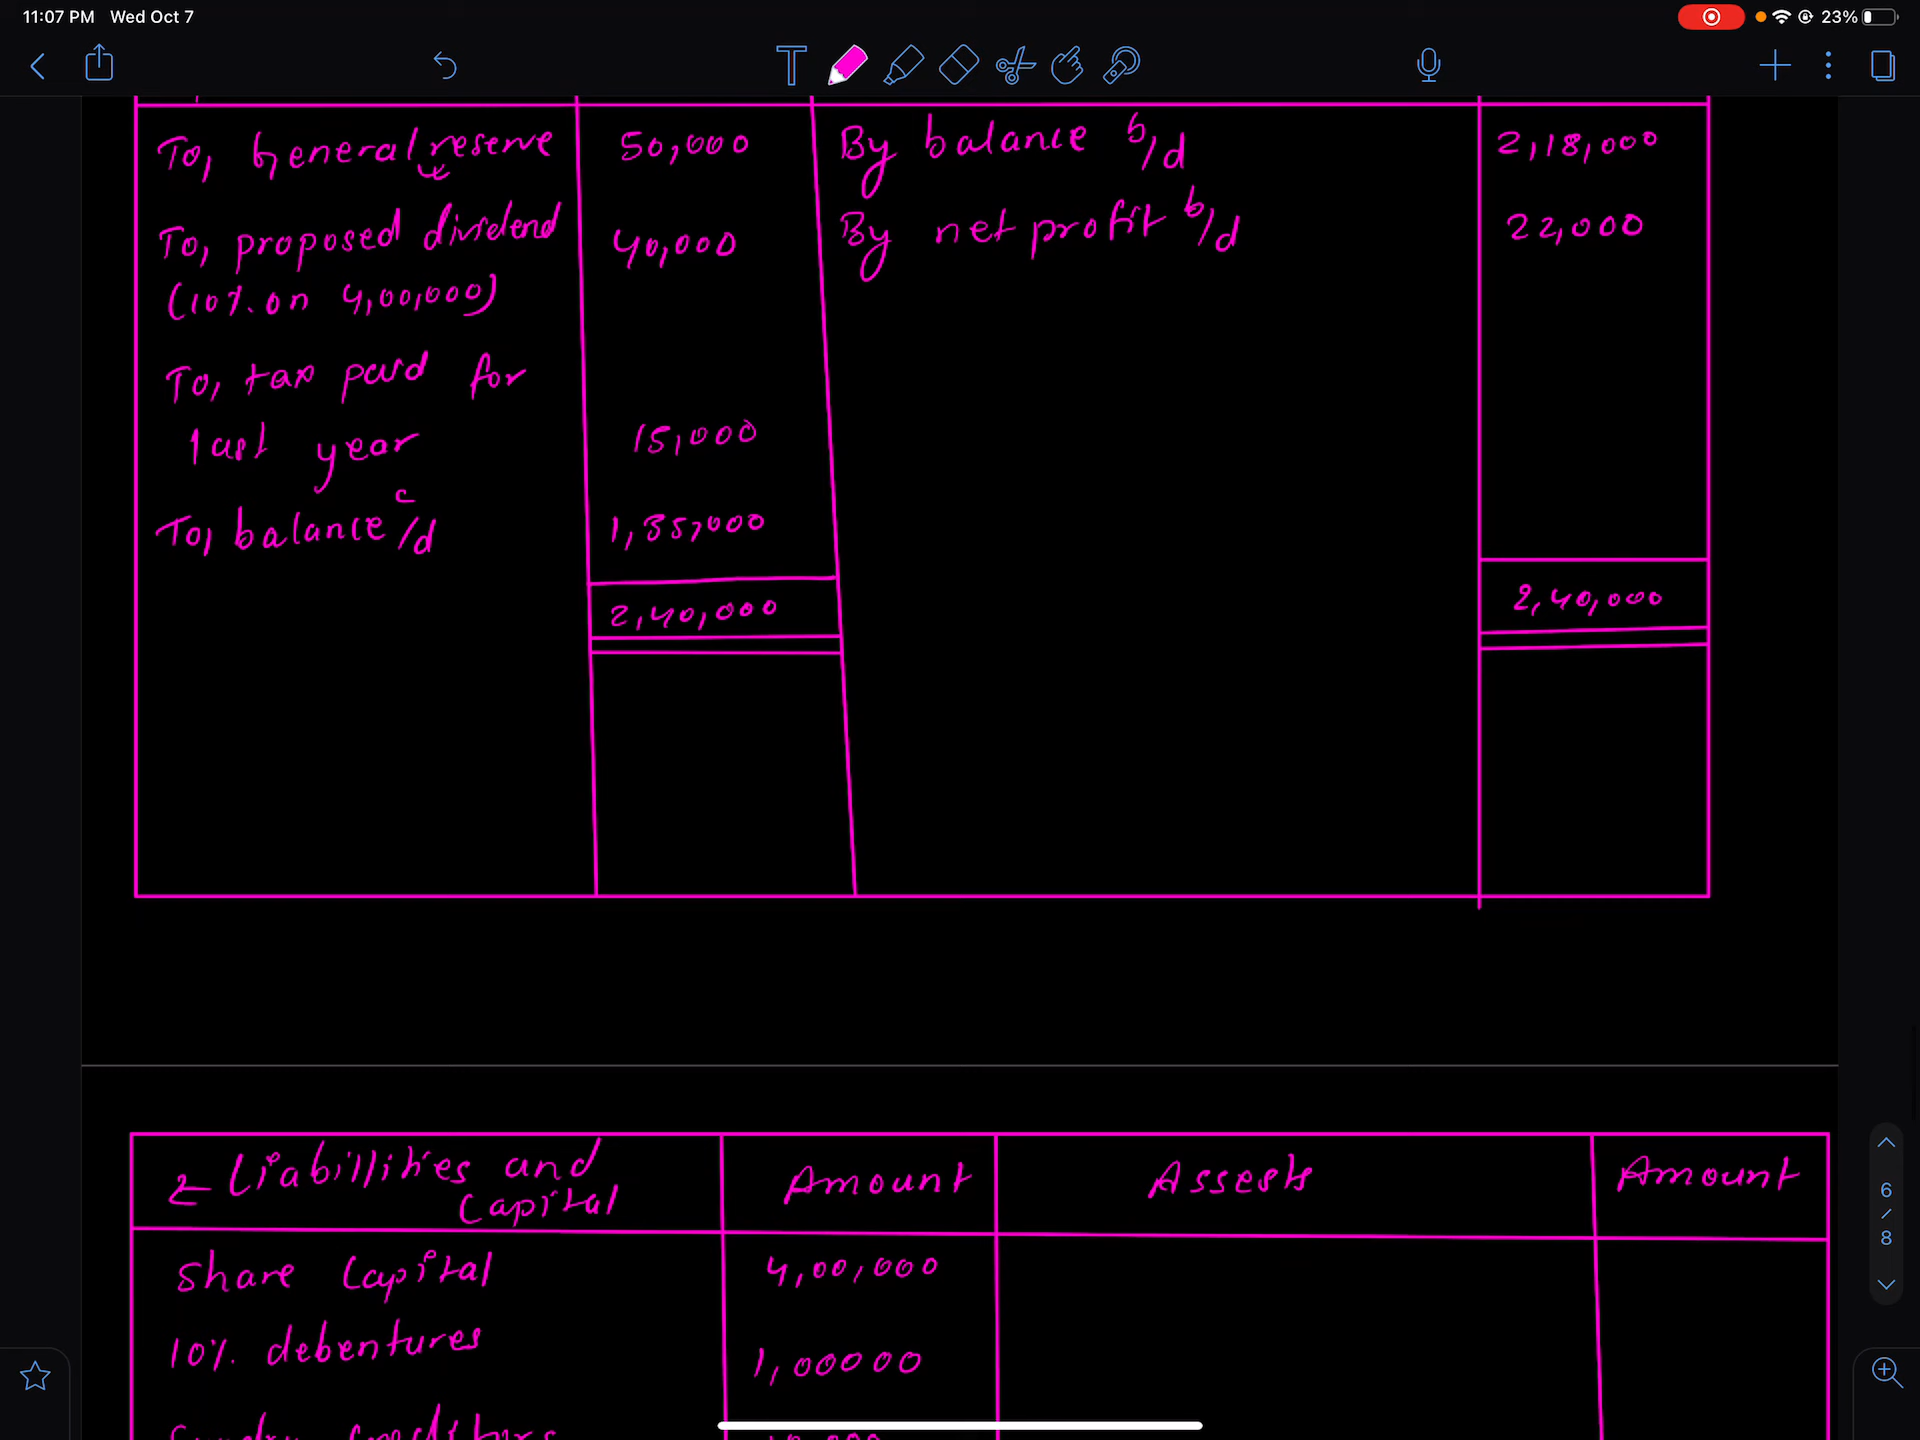 11:07 PM Wed Oct 7
23%
To, General reserve 50,000 By balance b/d 2,18,000
To, proposed dividend 40,000 By net profit b/d 22,000
(10%. on 4,00,000)
To, tax paid for
last year 15,000
To, balance c/d 1,35,000
2,40,000 2,40,000
Liabillities and Capital Amount Assests Amount
Share Capital 4,00,000
10%. debentures 1,00000
6
/
8